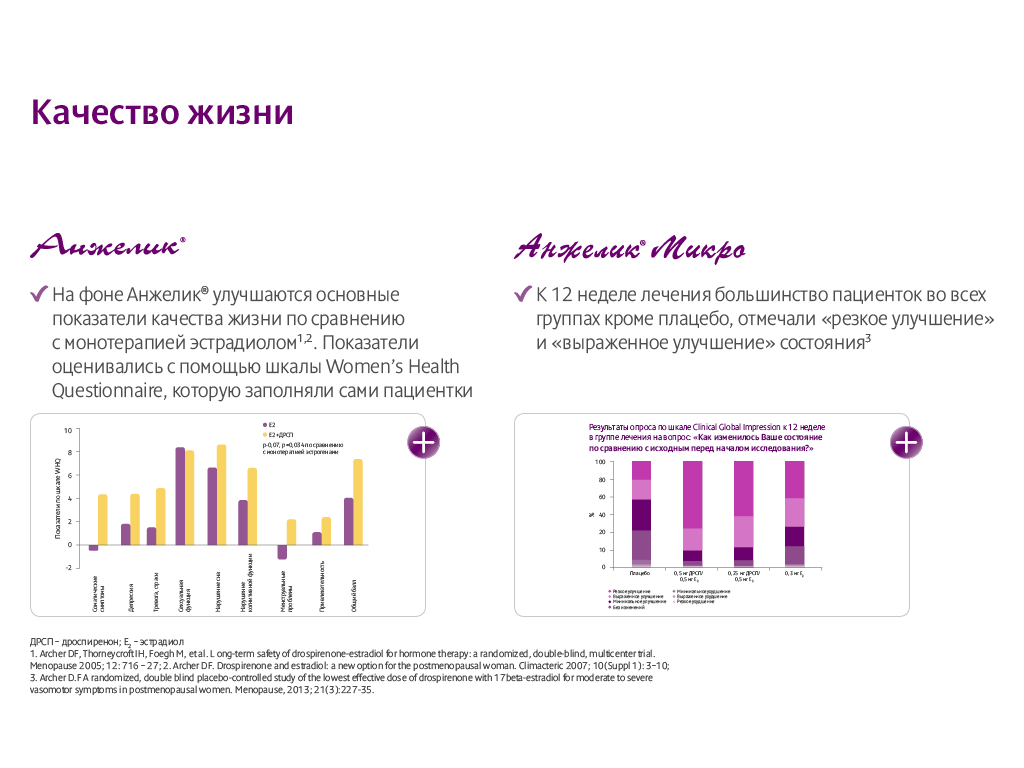 Качество жизни
Анжелик®
На фоне Анжелик® улучшаются основные
показатели качества жизни по сравнению
с монотерапией эстрадиолом¹,². Показатели
оценивались с помощью шкалы Women’s Health
Questionnaire, которую заполняли сами пациентки
Показатели по шкале WHQ
10
8
6
4
2
0
-2
E2
E2+ДРСП
p-0,07, p=0,034 по сравнению
с монотерапией эстрогенами
Соматические
симптомы
Депрессия
Тревога, страхи
Сексуальная
функция
Нарушение сна
Нарушение
когнитивной функции
Менструальные
проблемы
Привлекательность
Общий балл
Анжелик® Микро
К 12 неделе лечения большинство пациенток во всех
группах кроме плацебо, отмечали «резкое улучшение»
и «выраженное улучшение» состояния³
Результаты опроса по шкале Clinical Global Impression к 12 неделе
в группе лечения на вопрос: «Как изменилось Ваше состояние
по сравнению с исходным перед началом исследования?»
%
100
80
60
40
20
10
0
Плацебо
0,5 мг ДРСП/
0,5 мг E₂
0,25 мг ДРСП/
0,5 мг E₂
0,3 мг E₂
Резкое улучшение
Выраженное улучшение
Минимальное улучшение
Без изменений
Минимальное ухудшение
Выраженное ухудшение
Резкое ухудшение
ДРСП – дроспиренон; E₂ – эстрадиол
1. Archer DF, Thorneycroft IH, Foegh M, et al. Long-term safety of drospirenone-estradiol for hormone therapy: a randomized, double-blind, multicenter trial.
Menopause 2005; 12: 716 – 27; 2. Archer DF. Drospirenone and estradiol: a new option for the postmenopausal woman. Climacteric 2007; 10(Suppl 1): 3–10;
3. Archer D.F A randomized, double blind placebo-controlled study of the lowest effective dose of drospirenone with 17beta-estradiol for moderate to severe
vasomotor symptoms in postmenopausal women. Menopause, 2013; 21(3):227-35.